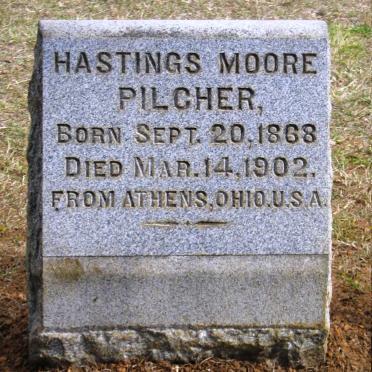 HASTINGS MOORE
PILCHER,
BORN SEPT. 20,1868
DIED MAR.14,1902.
FROM ATHENS,OHIO.U.S.A.